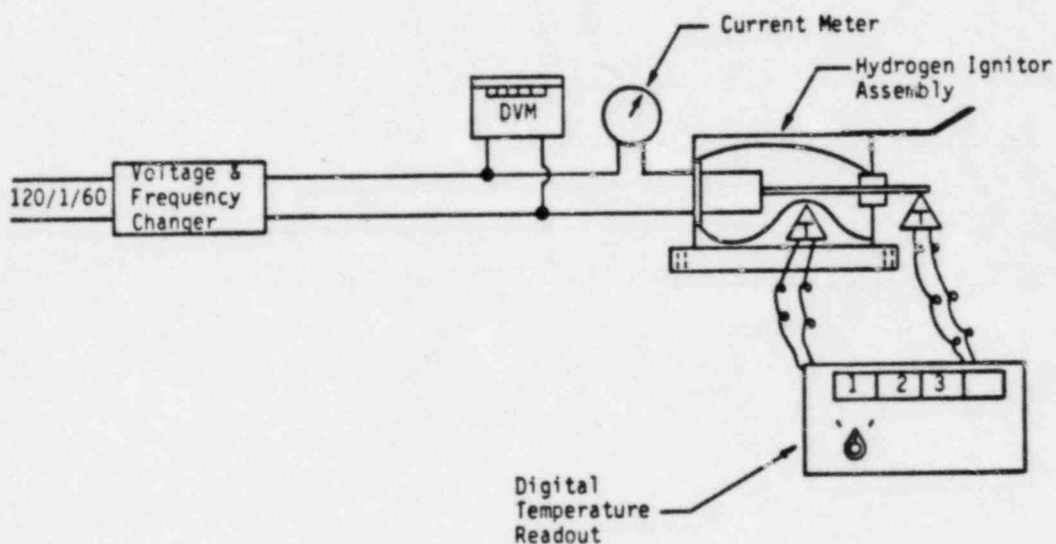 Current Meter
Hydrogen Ignitor
Assembly
DVM
120/1/60
Voltage &
Frequency
Changer
T
T
1 2 3
Digital
Temperature
Readout